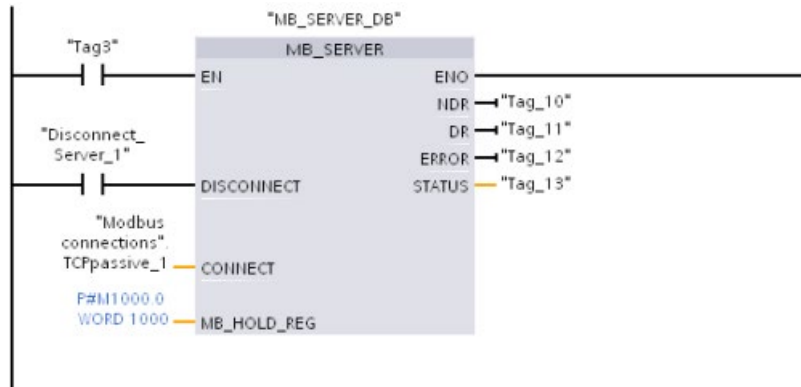 "MB_SERVER_DB"
"Tag3"
MB_SERVER
EN
ENO
NDR
"Tag_10"
DR
"Tag_11"
"Disconnect_
Server_1"
ERROR
"Tag_12"
DISCONNECT
STATUS
"Tag_13"
"Modbus
connections".
TCPpassive_1
CONNECT
P#M1000.0
WORD 1000
MB_HOLD_REG